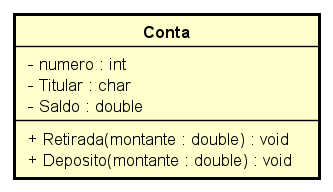 Conta
- numero : int
- Titular : char
- Saldo : double
+ Retirada(montante : double) : void
+ Deposito(montante : double) : void